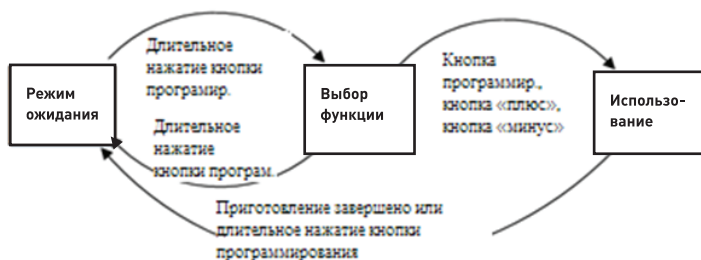 Длительное
нажатие кнопки
програмир.
Режим
ожидания
Длительное
нажатие
кнопки програм.
Выбор
функции
Кнопка
программир.,
кнопка «плюс»,
кнопка «минус»
Использо-
вание
Приготовление завершено или
длительное нажатие кнопки
программирования